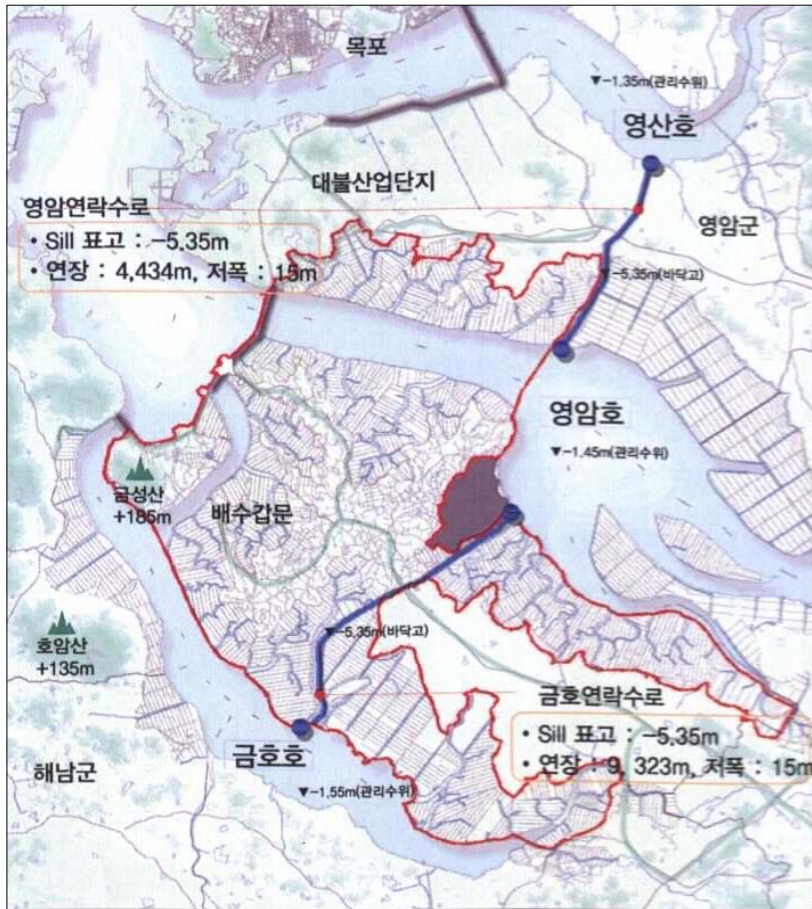 목포
▼-1.35m(관리수위)
영산호
대불산업단지
영암연락수로
• Sill 표고 : -5.35m
• 연장 : 4,434m, 저폭 : 15m
영암군
▼-5.35m(바닥고)
영암호
▼-1.45m(관리수위)
금성산
+185m
배수갑문
호암산
+135m
▼-5.35m(바닥고)
금호연락수로
• Sill 표고 : -5.35m
• 연장 : 9, 323m, 저폭 : 15m
금호호
해남군
▼-1.55m(관리수위)